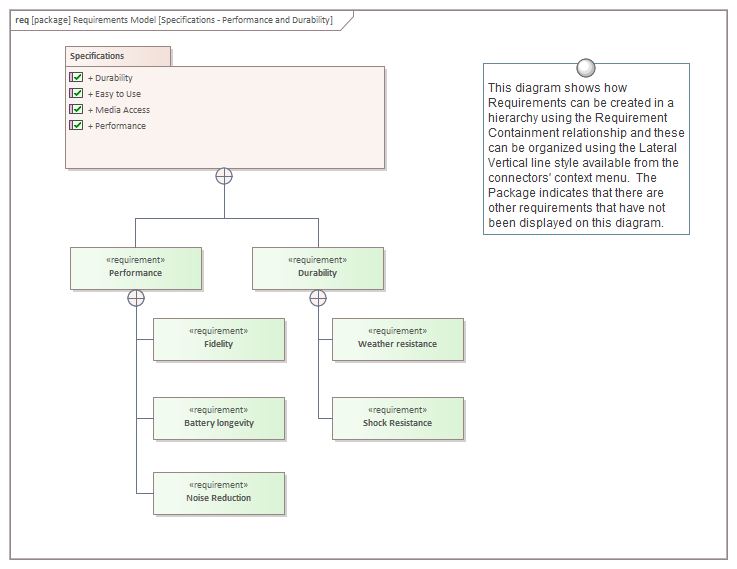 req [package] Requirements Model [Specifications - Performance and Durability]
Specifications
+ Durability
+ Easy to Use
+ Media Access
+ Performance
This diagram shows how
Requirements can be created in a
hierarchy using the Requirement
Containment relationship and these
can be organized using the Lateral
Vertical line style available from the
connectors' context menu.  The
Package indicates that there are
other requirements that have not
been displayed on this diagram.
«requirement»
Performance
«requirement»
Durability
«requirement»
Fidelity
«requirement»
Weather resistance
«requirement»
Battery longevity
«requirement»
Shock Resistance
«requirement»
Noise Reduction